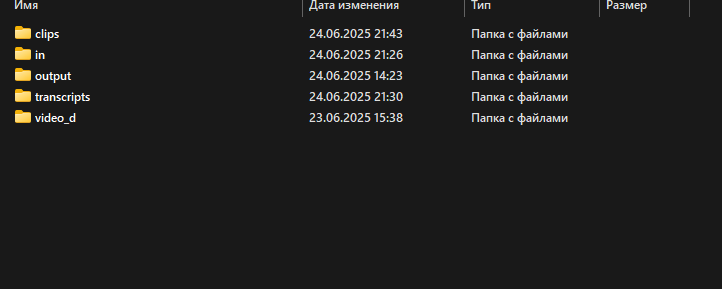 Имя Дата изменения Тип Размер
clips 24.06.2025 21:43 Папка с файлами
in 24.06.2025 21:26 Папка с файлами
output 24.06.2025 14:23 Папка с файлами
transcripts 24.06.2025 21:30 Папка с файлами
video_d 23.06.2025 15:38 Папка с файлами